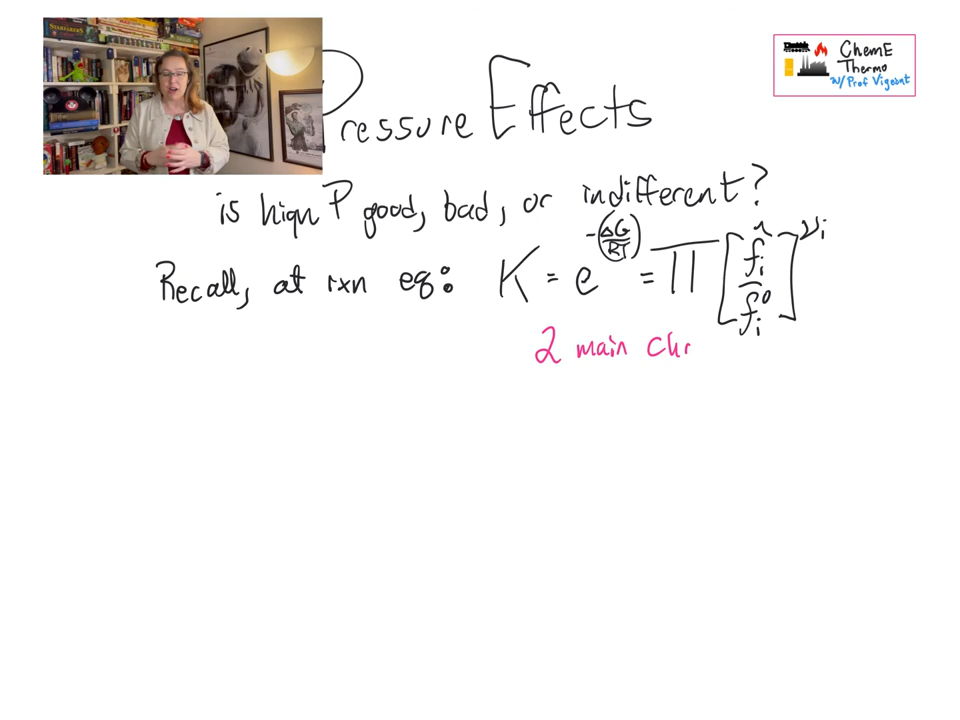 Pressure Effects
ChemE
Thermo
w/ Prof Vigeant
is high P good, bad, or indifferent?
Recall, at rxn eq: K = e^-(ΔG/RT) = Π [f̂i/fi°]^νi
2 main chr